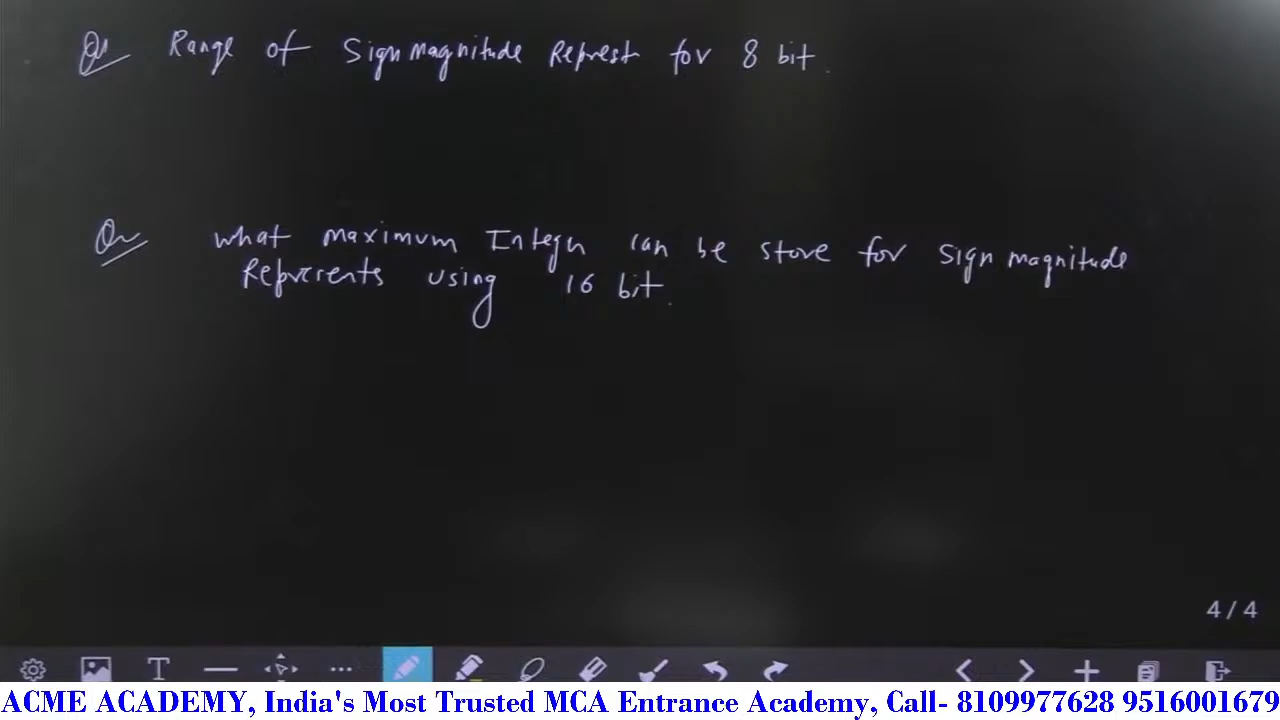 Q Range of Sign magnitude Represt for 8 bit.
Q what maximum Integer can be store for sign magnitude
Represents using 16 bit.
4 / 4
T
ACME ACADEMY, India's Most Trusted MCA Entrance Academy, Call- 8109977628 9516001679